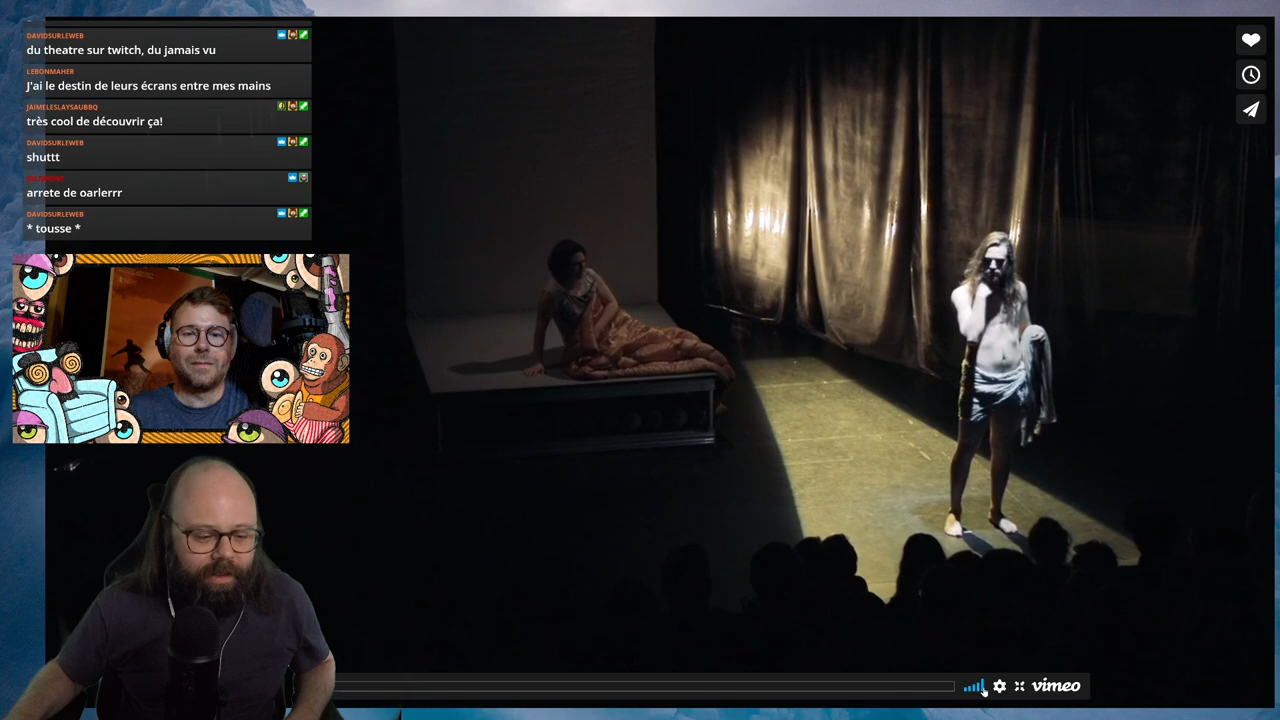 DAVIDSURLEWEB
du theatre sur twitch, du jamais vu
LEBONMAHER
J'ai le destin de leurs écrans entre mes mains
JAIMELESLAYSAUBBQ
très cool de découvrir ça!
DAVIDSURLEWEB
shuttt
arrete de oarlerrr
DAVIDSURLEWEB
* tousse *
vimeo